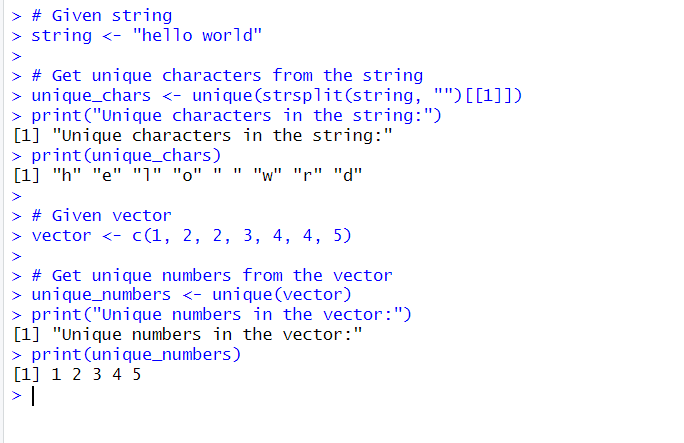 > # Given string
> string <- "hello world"
>
> # Get unique characters from the string
> unique_chars <- unique(strsplit(string, "")[[1]])
> print("Unique characters in the string:")
[1] "Unique characters in the string:"
> print(unique_chars)
[1] "h" "e" "l" "o" " " "w" "r" "d"
>
> # Given vector
> vector <- c(1, 2, 2, 3, 4, 4, 5)
>
> # Get unique numbers from the vector
> unique_numbers <- unique(vector)
> print("Unique numbers in the vector:")
[1] "Unique numbers in the vector:"
> print(unique_numbers)
[1] 1 2 3 4 5
>